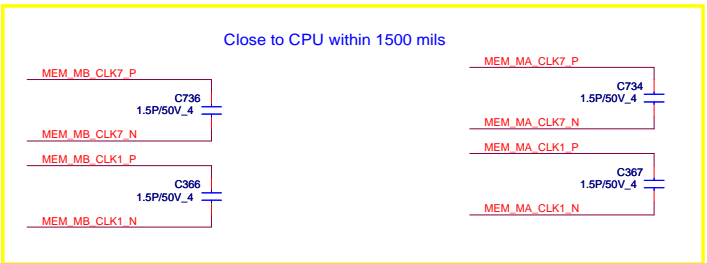 Close to CPU within 1500 mils
MEM_MB_CLK7_P
C736
1.5P/50V_4
MEM_MB_CLK7_N
MEM_MB_CLK1_P
C366
1.5P/50V_4
MEM_MB_CLK1_N
MEM_MA_CLK7_P
C734
1.5P/50V_4
MEM_MA_CLK7_N
MEM_MA_CLK1_P
C367
1.5P/50V_4
MEM_MA_CLK1_N